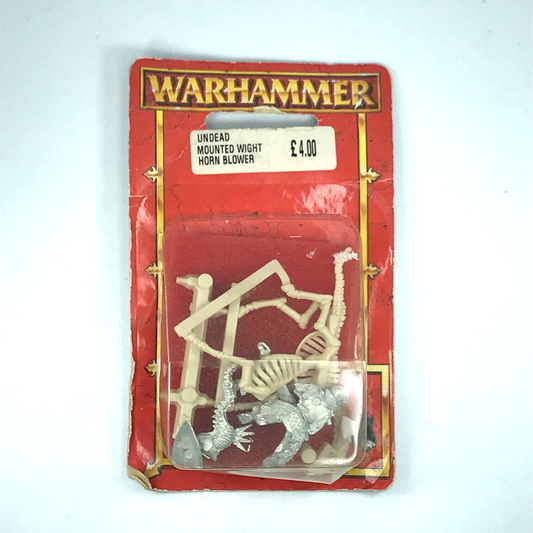 WARHAMMER
UNDEAD
MOUNTED WIGHT
HORN BLOWER
£4.00